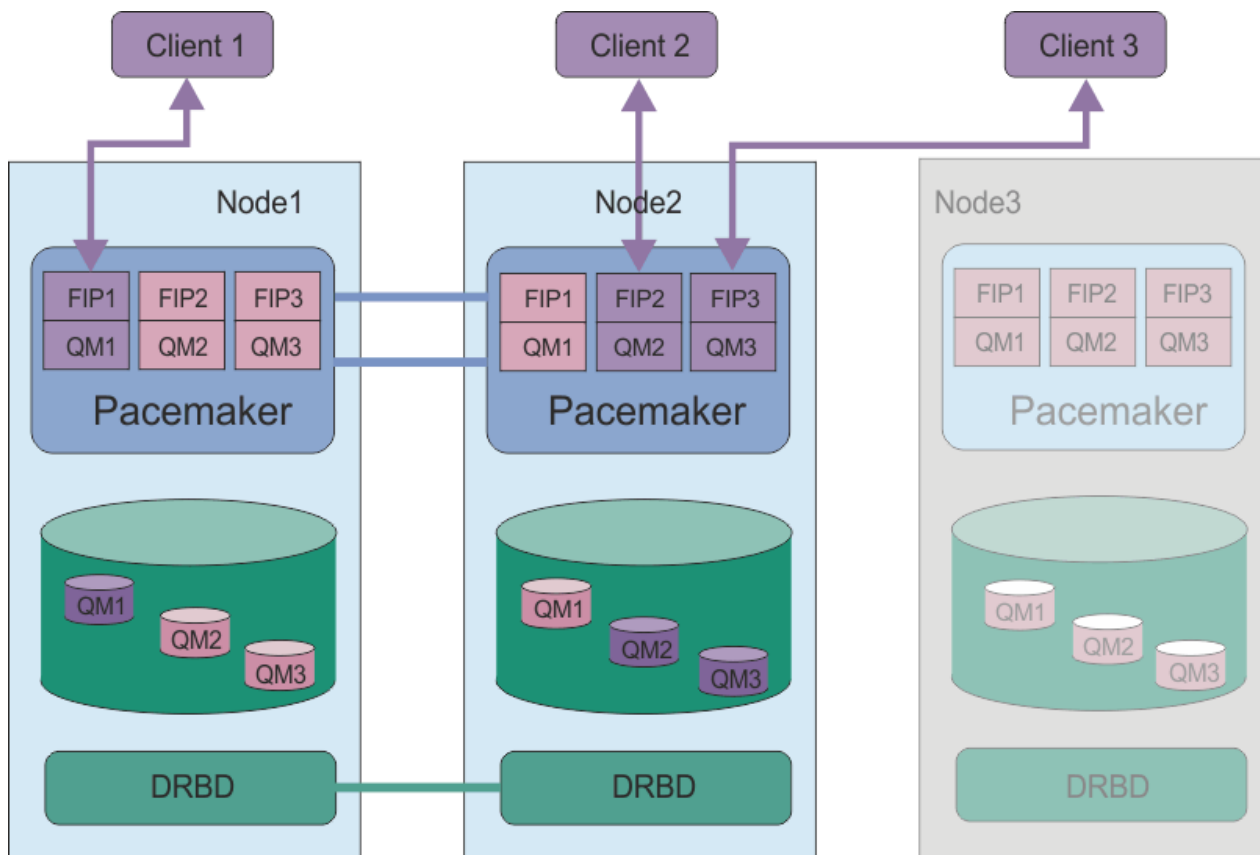 Client 1
Client 2
Client 3
Node1
Node2
Node3
FIP1 FIP2 FIP3
QM1 QM2 QM3
Pacemaker
FIP1 FIP2 FIP3
QM1 QM2 QM3
Pacemaker
FIP1 FIP2 FIP3
QM1 QM2 QM3
Pacemaker
QM1
QM2
QM3
QM1
QM2
QM3
QM1
QM2
QM3
DRBD
DRBD
DRBD